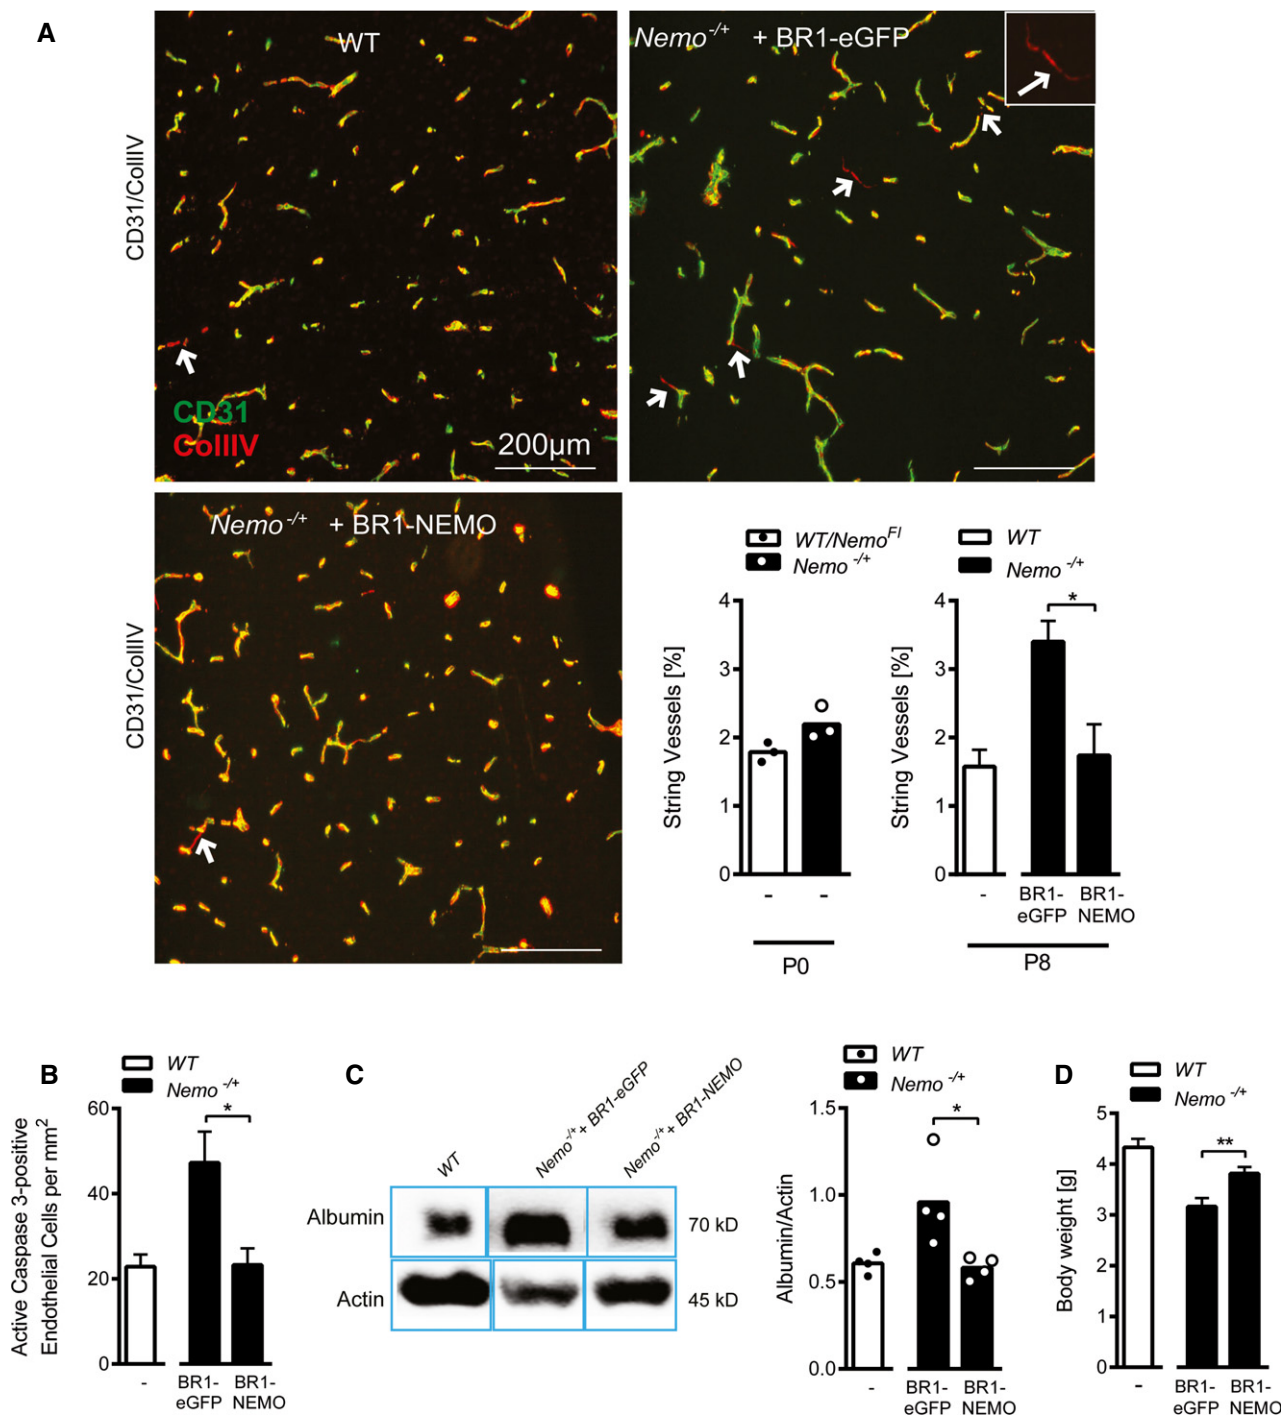 A
WT
Nemo -/+ + BR1-eGFP
CD31/CollIV
CD31
CollIV
200µm
Nemo -/+ + BR1-NEMO
CD31/CollIV
WT/Nemo Fl
Nemo -/+
String Vessels [%]
4
3
2
1
0
- -
P0
WT
Nemo -/+
String Vessels [%]
4
3
2
1
0
*
- BR1-eGFP BR1-NEMO
P8
B
WT
Nemo -/+
Active Caspase 3-positive
Endothelial Cells per mm2
60
40
20
0
*
- BR1-eGFP BR1-NEMO
C
WT
Nemo-/+ + BR1-eGFP
Nemo-/+ + BR1-NEMO
Albumin 70 kD
Actin 45 kD
WT
Nemo -/+
Albumin/Actin
1.5
1.0
0.5
0.0
*
- BR1-eGFP BR1-NEMO
D
WT
Nemo -/+
Body weight [g]
5
4
3
2
1
0
**
- BR1-eGFP BR1-NEMO